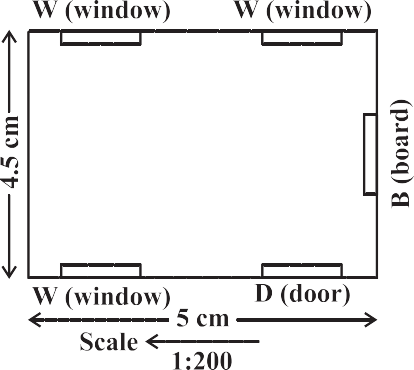 W (window) W (window)
4.5 cm
B (board)
W (window) D (door)
5 cm
Scale
1:200